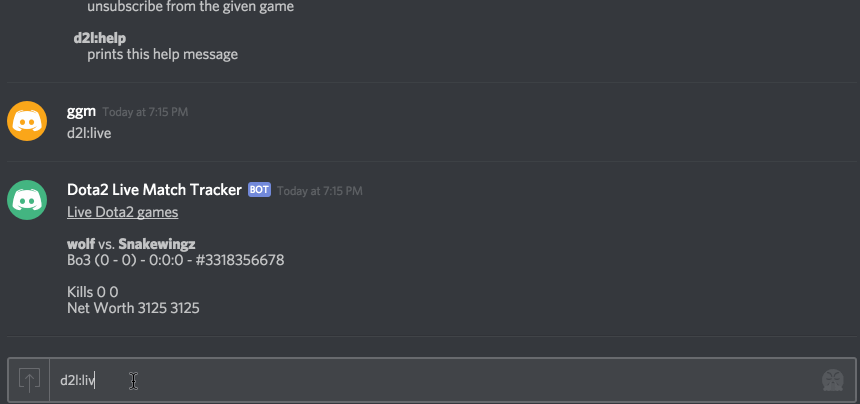 unsubscribe from the given game
d2l:help
prints this help message
ggm Today at 7:15 PM
d2l:live
Dota2 Live Match Tracker BOT Today at 7:15 PM
Live Dota2 games
wolf vs. Snakewingz
Bo3 (0 - 0) - 0:0:0 - #3318356678
Kills 0 0
Net Worth 3125 3125
d2l:liv